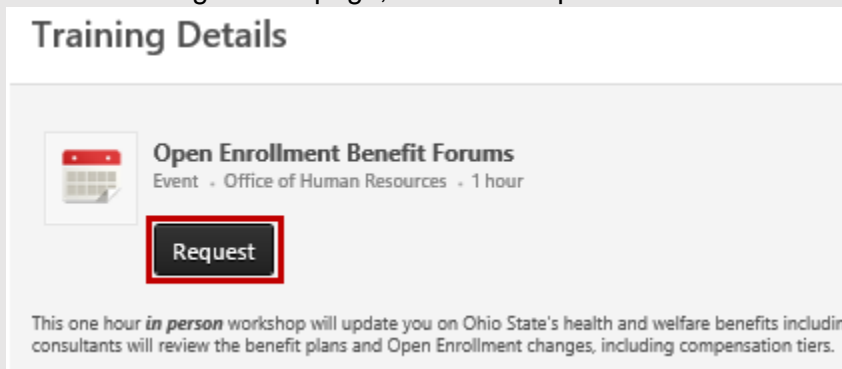 Training Details
Open Enrollment Benefit Forums
Event • Office of Human Resources • 1 hour
Request
This one hour in person workshop will update you on Ohio State's health and welfare benefits
consultants will review the benefit plans and Open Enrollment changes, including compensation tiers.